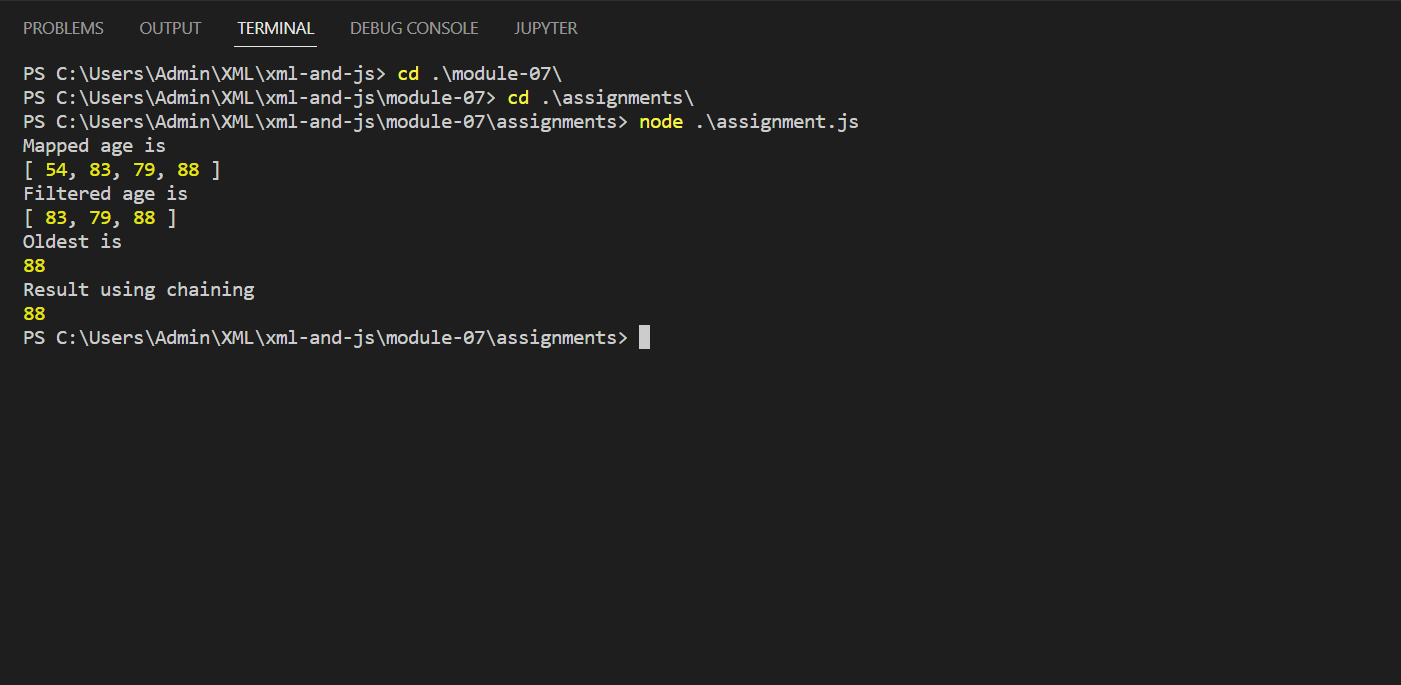 PROBLEMS OUTPUT TERMINAL DEBUG CONSOLE JUPYTER
PS C:\Users\Admin\XML\xml-and-js> cd .\module-07\
PS C:\Users\Admin\XML\xml-and-js\module-07> cd .\assignments\
PS C:\Users\Admin\XML\xml-and-js\module-07\assignments> node .\assignment.js
Mapped age is
[ 54, 83, 79, 88 ]
Filtered age is
[ 83, 79, 88 ]
Oldest is
88
Result using chaining
88
PS C:\Users\Admin\XML\xml-and-js\module-07\assignments>